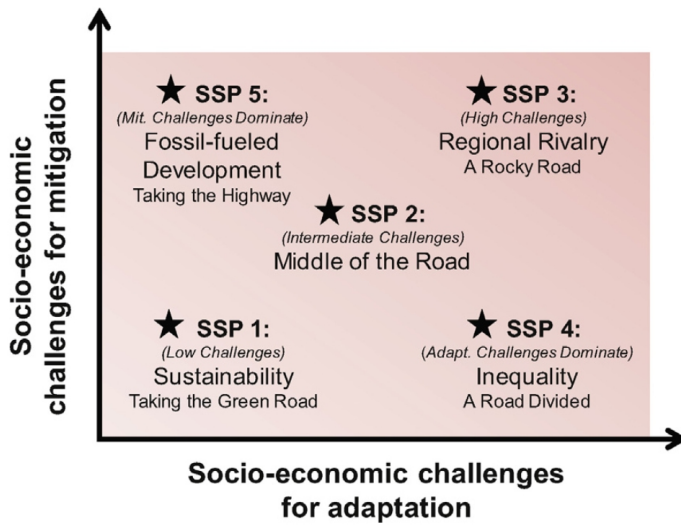 Socio-economic
challenges for mitigation
SSP 5:
(Mit. Challenges Dominate)
Fossil-fueled
Development
Taking the Highway
SSP 3:
(High Challenges)
Regional Rivalry
A Rocky Road
SSP 2:
(Intermediate Challenges)
Middle of the Road
SSP 1:
(Low Challenges)
Sustainability
Taking the Green Road
SSP 4:
(Adapt. Challenges Dominate)
Inequality
A Road Divided
Socio-economic challenges
for adaptation